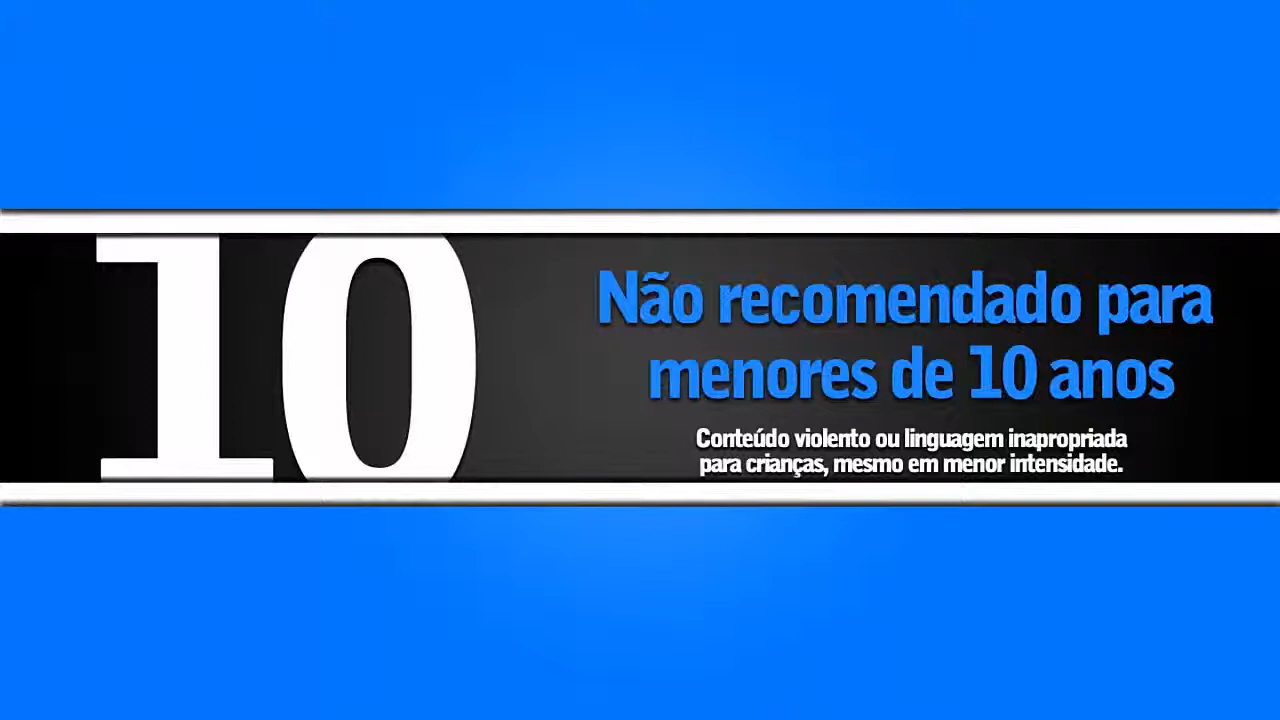 10
Não recomendado para
menores de 10 anos
Conteúdo violento ou linguagem inapropriada
para crianças, mesmo em menor intensidade.